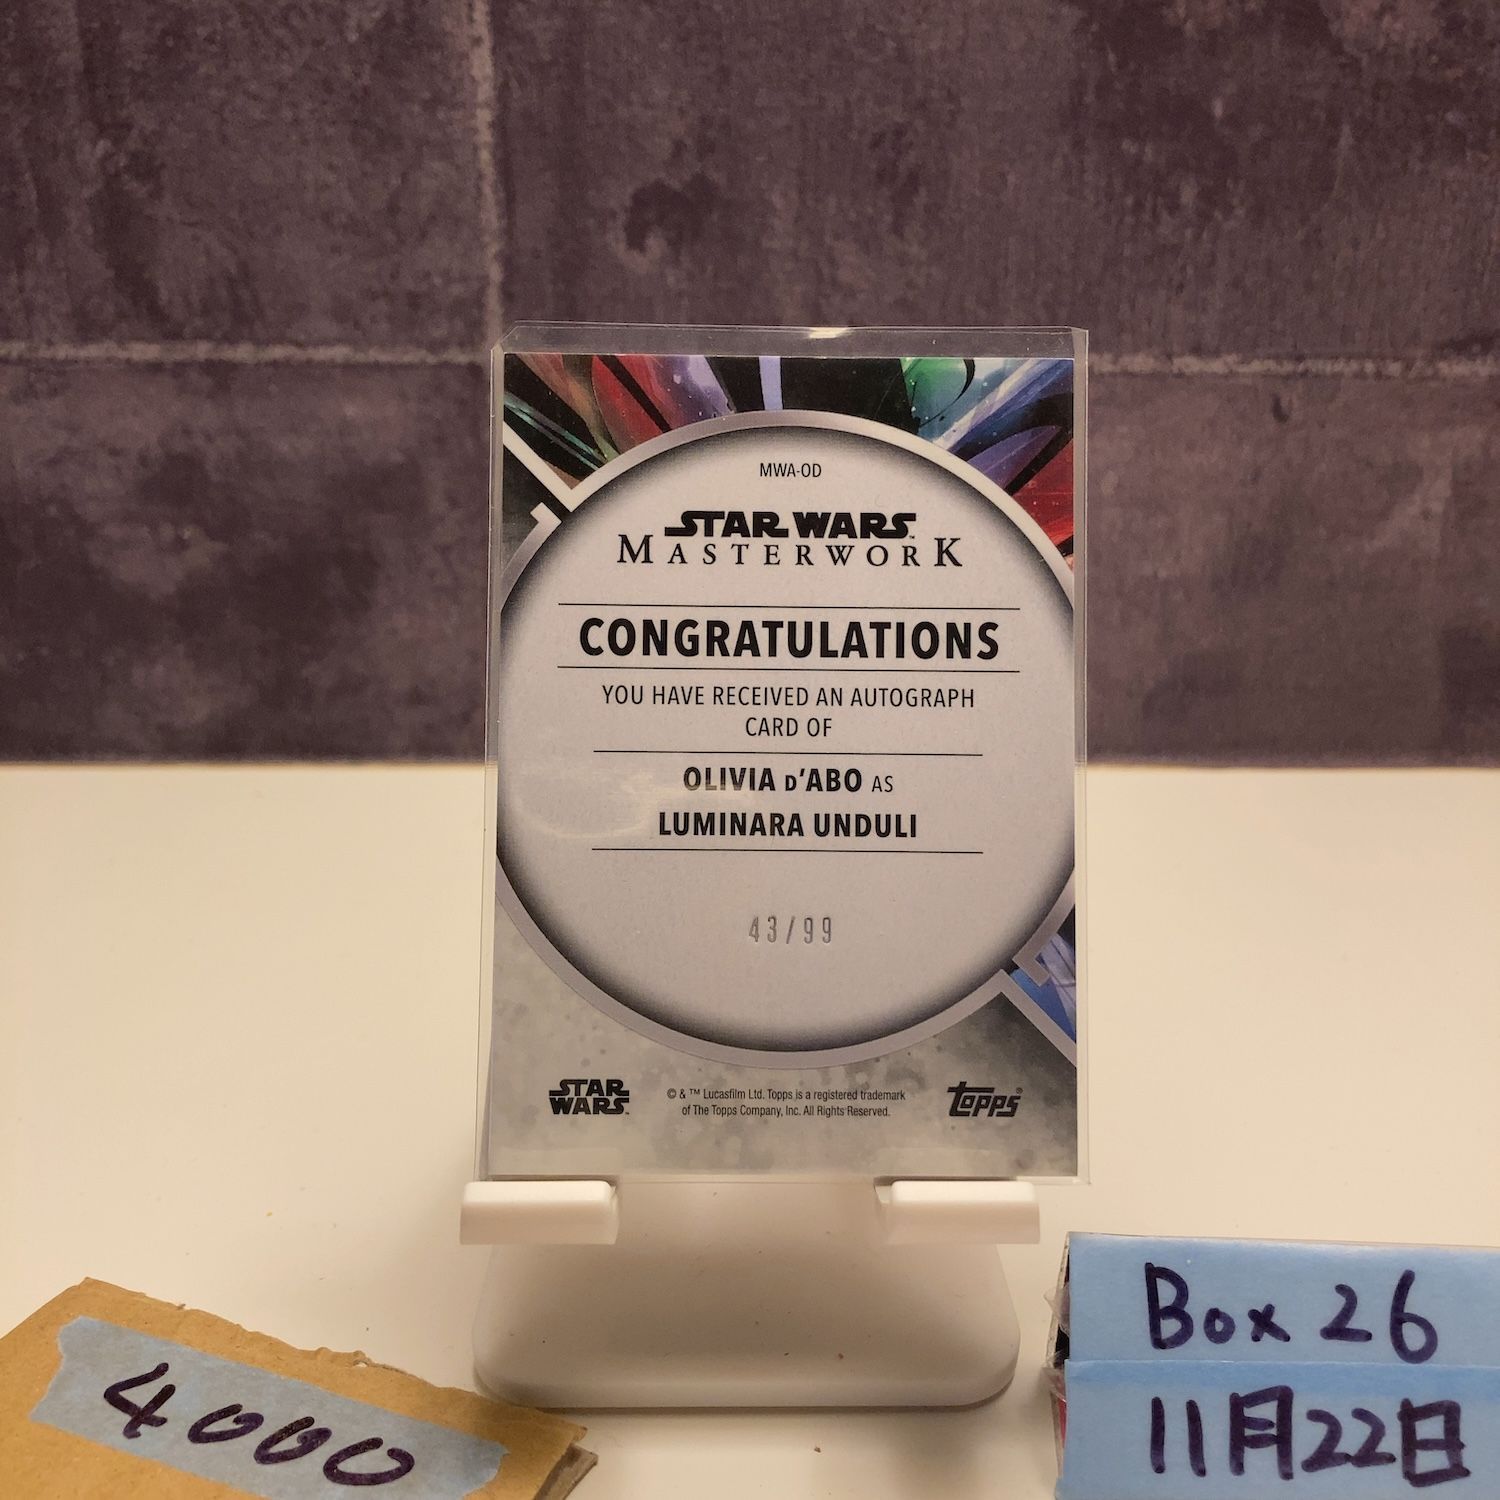 MWA-OD
STAR WARS
MASTERWORK
CONGRATULATIONS
YOU HAVE RECEIVED AN AUTOGRAPH
CARD OF
OLIVIA D'ABO AS
LUMINARA UNDULI
43/99
STAR
WARS
© & ™ Lucasfilm Ltd. Topps is a registered trademark
of The Topps Company, Inc. All Rights Reserved.
Topps®
4000
Box 26
11月22日